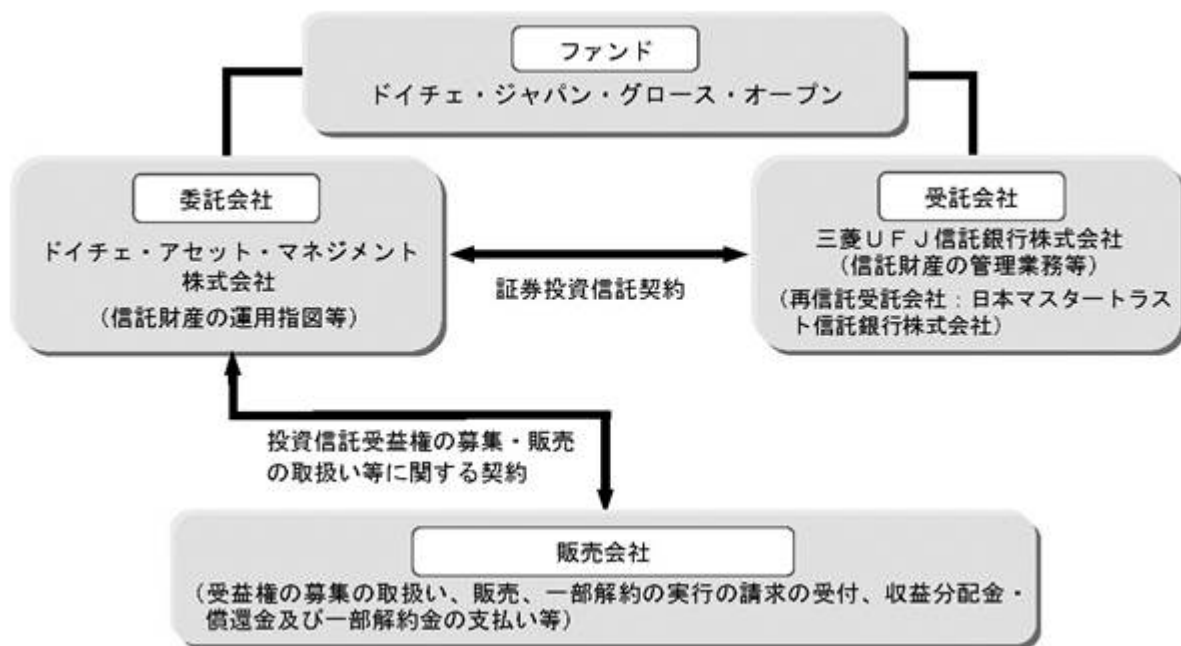 ファンド
ドイチェ・ジャパン・グロース・オープン
委託会社
ドイチェ・アセット・マネジメント
株式会社
（信託財産の運用指図等）
証券投資信託契約
受託会社
三菱ＵＦＪ信託銀行株式会社
（信託財産の管理業務等）
（再信託受託会社：日本マスタートラス
ト信託銀行株式会社）
投資信託受益権の募集・販売
の取扱い等に関する契約
販売会社
（受益権の募集の取扱い、販売、一部解約の実行の請求の受付、収益分配金・
償還金及び一部解約金の支払い等）